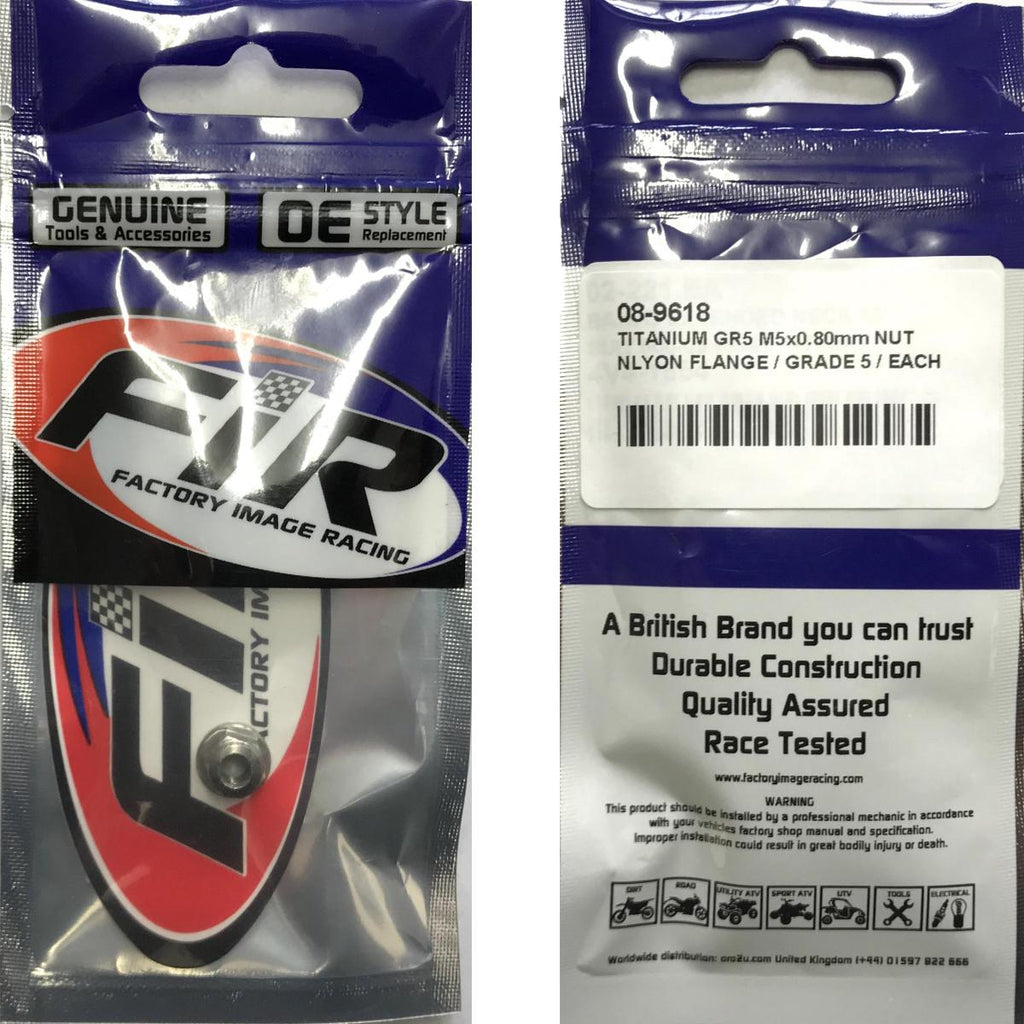 GENUINE
Tools & Accessories
OE STYLE
Replacement
FiR
FACTORY IMAGE RACING
FiR
FACTORY IM
08-9618
TITANIUM GR5 M5x0.80mm NUT
NLYON FLANGE / GRADE 5 / EACH
A British Brand you can trust
Durable Construction
Quality Assured
Race Tested
www.factoryimageracing.com
WARNING
This product should be installed by a professional mechanic in accordance
with your vehicles factory shop manual and specification.
Improper installation could result in great bodily injury or death.
DIRT
ROAD
UTILITY ATV
SPORT ATV
UTV
TOOLS
ELECTRICAL
Worldwide distribution: oro2u.com United Kingdom (+44) 01597 822 666